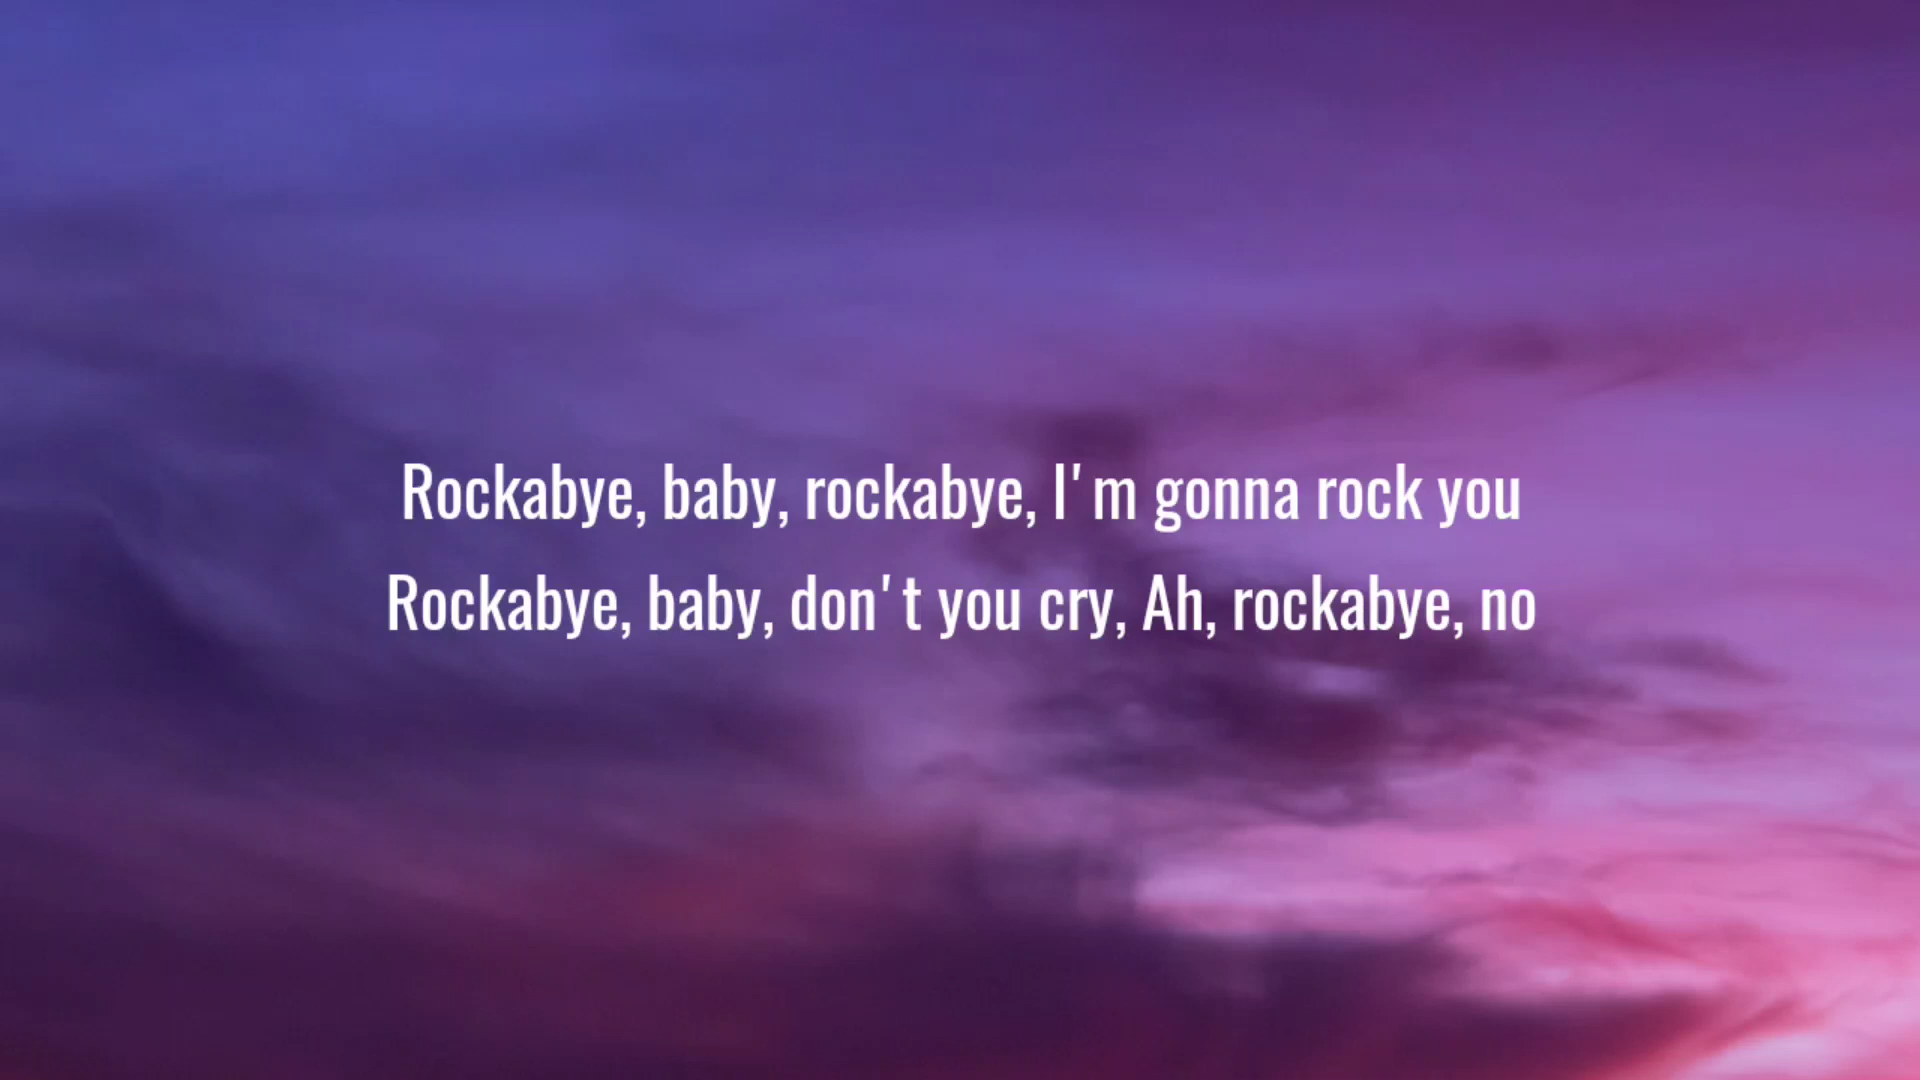 Rockabye, baby, rockabye, I'm gonna rock you
Rockabye, baby, don't you cry, Ah, rockabye, no